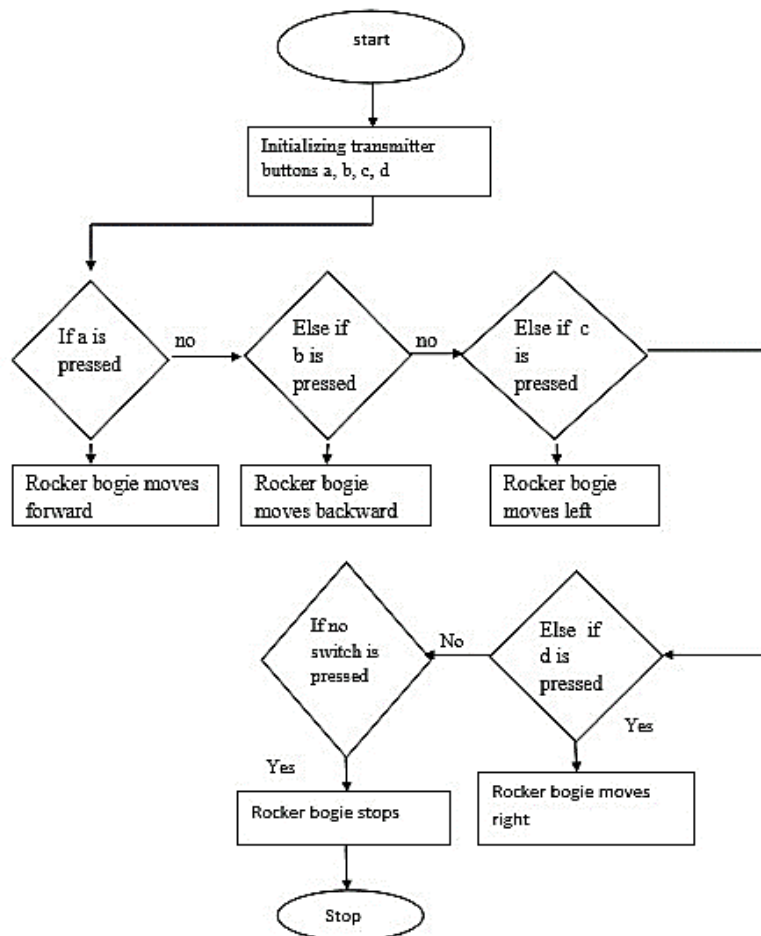 start
Initializing transmitter
buttons a, b, c, d
If a is
pressed
no
Else if
b is
pressed
no
Else if c
is
pressed
Rocker bogie moves
forward
Rocker bogie
moves backward
Rocker bogie
moves left
If no
switch is
pressed
No
Else if
d is
pressed
Yes
Yes
Rocker bogie stops
Rocker bogie moves
right
Stop